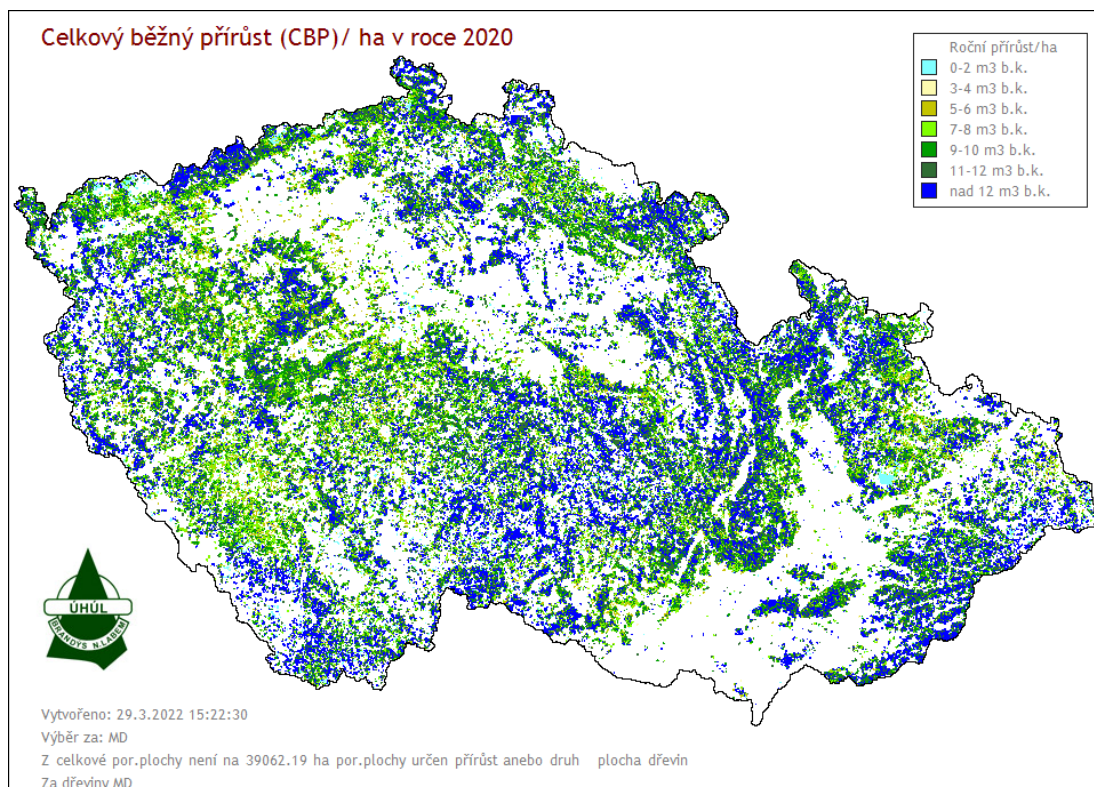 Celkový běžný přírůst (CBP)/ ha v roce 2020
Roční přírůst/ha
0-2 m3 b.k.
3-4 m3 b.k.
5-6 m3 b.k.
7-8 m3 b.k.
9-10 m3 b.k.
11-12 m3 b.k.
nad 12 m3 b.k.
ÚHÚL
BRANDÝS N.LABEM
Vytvořeno: 29.3.2022 15:22:30
Výběr za: MD
Z celkové por.plochy není na 39062.19 ha por.plochy určen přírůst anebo druh plocha dřevin
Za dřeviny MD